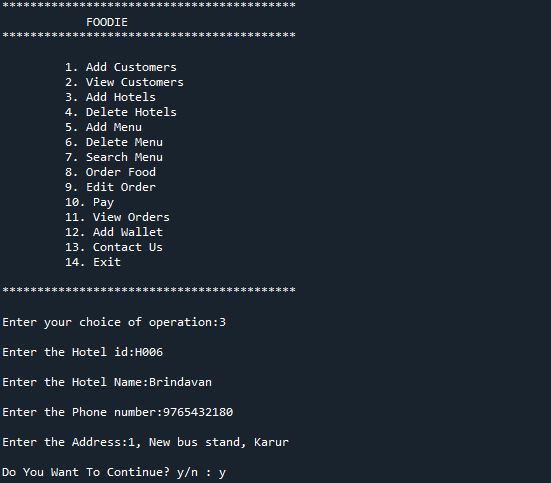 ******************************************
FOODIE
******************************************
1. Add Customers
2. View Customers
3. Add Hotels
4. Delete Hotels
5. Add Menu
6. Delete Menu
7. Search Menu
8. Order Food
9. Edit Order
10. Pay
11. View Orders
12. Add Wallet
13. Contact Us
14. Exit
******************************************
Enter your choice of operation:3
Enter the Hotel id:H006
Enter the Hotel Name:Brindavan
Enter the Phone number:9765432180
Enter the Address:1, New bus stand, Karur
Do You Want To Continue? y/n : y